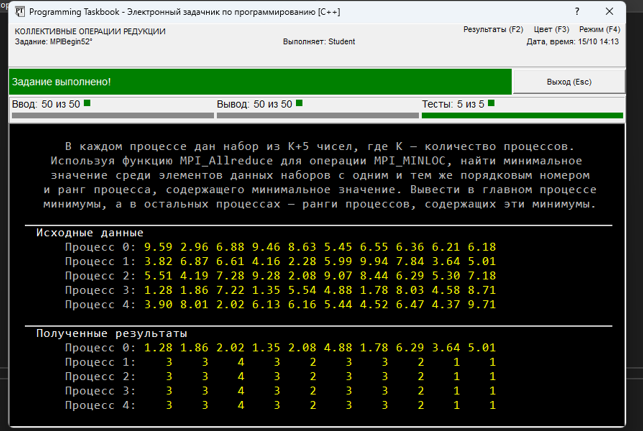 Programming Taskbook - Электронный задачник по программированию [C++]
КОЛЛЕКТИВНЫЕ ОПЕРАЦИИ РЕДУКЦИИ
Результаты (F2) Цвет (F3) Режим (F4)
Задание: MPIBegin52° Выполняет: Student Дата, время: 15/10 14:13
Задание выполнено! Выход (Esc)
Ввод: 50 из 50 Вывод: 50 из 50 Тесты: 5 из 5
В каждом процессе дан набор из K+5 чисел, где K — количество процессов.
Используя функцию MPI_Allreduce для операции MPI_MINLOC, найти минимальное
значение среди элементов данных наборов с одним и тем же порядковым номером
и ранг процесса, содержащего минимальное значение. Вывести в главном процессе
минимумы, а в остальных процессах — ранги процессов, содержащих эти минимумы.
Исходные данные
Процесс 0: 9.59 2.96 6.88 9.46 8.63 5.45 6.55 6.36 6.21 6.18
Процесс 1: 3.82 6.87 6.61 4.16 2.28 5.99 9.94 7.84 3.64 5.01
Процесс 2: 5.51 4.19 7.28 9.28 2.08 9.07 8.44 6.29 5.30 7.18
Процесс 3: 1.28 1.86 7.22 1.35 5.54 4.88 1.78 8.03 4.58 8.71
Процесс 4: 3.90 8.01 2.02 6.13 6.16 5.44 4.52 6.47 4.37 9.71
Полученные результаты
Процесс 0: 1.28 1.86 2.02 1.35 2.08 4.88 1.78 6.29 3.64 5.01
Процесс 1: 3 3 4 3 2 3 3 2 1 1
Процесс 2: 3 3 4 3 2 3 3 2 1 1
Процесс 3: 3 3 4 3 2 3 3 2 1 1
Процесс 4: 3 3 4 3 2 3 3 2 1 1